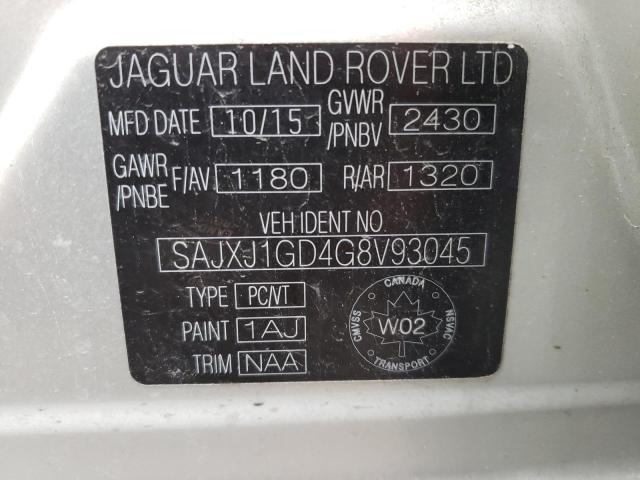 JAGUAR LAND ROVER LTD
MFD DATE 10/15 GVWR /PNBV 2430
GAWR /PNBE F/AV 1180 R/AR 1320
VEH IDENT NO
SAJXJ1GD4G8V93045
TYPE PC/VT
PAINT 1AJ
TRIM NAA
CANADA
CMVSS W02 NSVAC
TRANSPORT